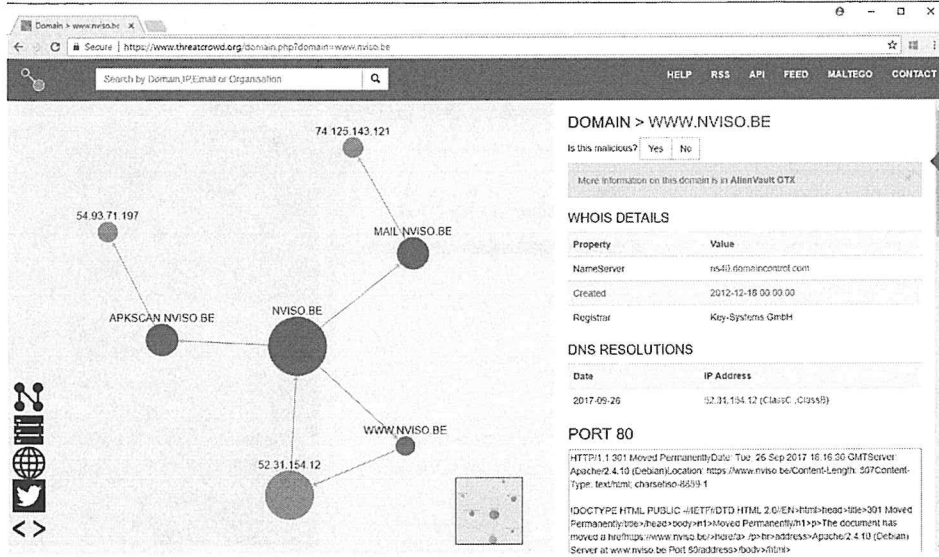 Domain > www.nviso.be
Secure | https://www.threatcrowd.org/domain.php?domain=www.nviso.be
Search by Domain,IP,Email or Organisation
HELP RSS API FEED MALTEGO CONTACT
74.125.143.121
54.93.71.197
MAIL.NVISO.BE
APKSCAN.NVISO.BE
NVISO.BE
WWW.NVISO.BE
52.31.154.12
DOMAIN > WWW.NVISO.BE
Is this malicious? Yes No
More information on this domain is in AlienVault OTX
WHOIS DETAILS
Property Value
NameServer ns40.domaincontrol.com
Created 2012-12-18 00:00:00
Registrar Key-Systems GmbH
DNS RESOLUTIONS
Date IP Address
2017-09-26 52.31.154.12 (ClassC ,ClassB)
PORT 80
HTTP/1.1 301 Moved PermanentlyDate: Tue, 26 Sep 2017 18:16:30 GMTServer:
Apache/2.4.10 (Debian)Location: https://www.nviso.be/Content-Length: 307Content-
Type: text/html; charset=iso-8859-1
!DOCTYPE HTML PUBLIC -//IETF//DTD HTML 2.0//EN>html>head>title>301 Moved
Permanently/title>/head>body>h1>Moved Permanently/h1>p>The document has
moved a href=https://www.nviso.be/>here/a> ./p>hr>address>Apache/2.4.10 (Debian)
Server at www.nviso.be Port 80/address>/body>/html>